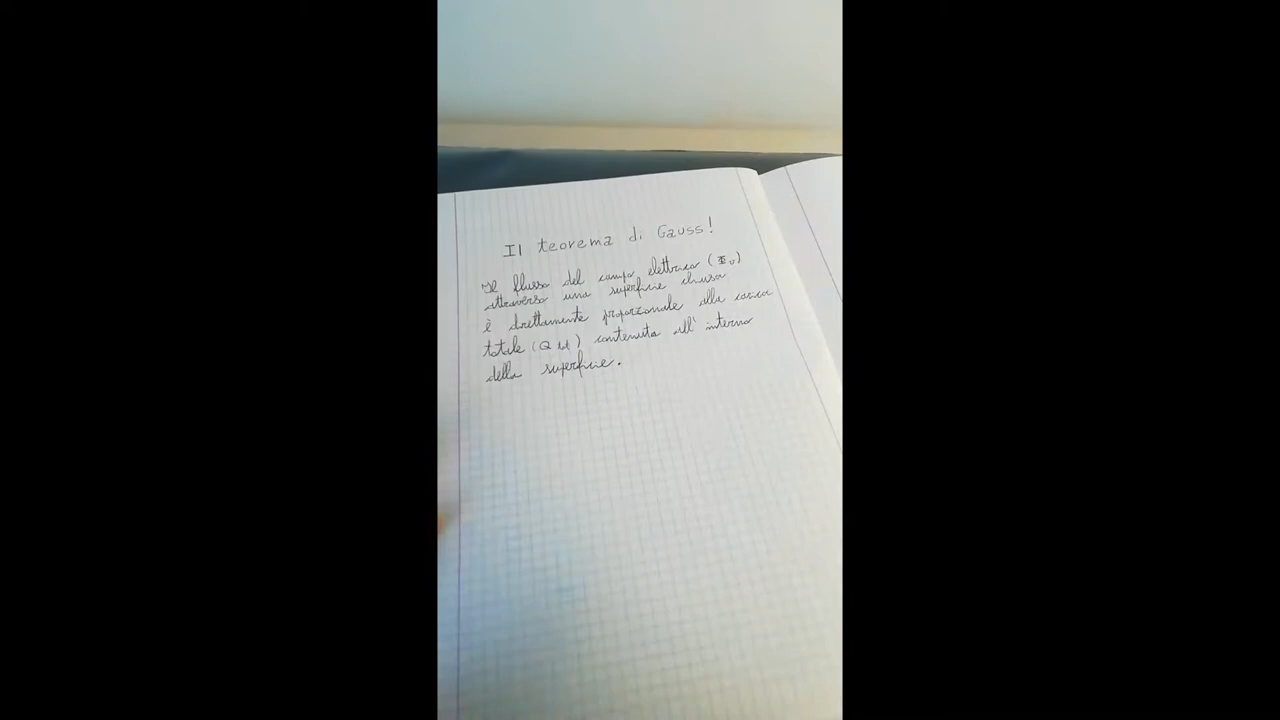 Il teorema di Gauss!
Il flusso del campo elettrico (Φ₀)
attraverso una superficie chiusa
è direttamente proporzionale alla carica
totale (Q tot) contenuta all'interno
della superficie.